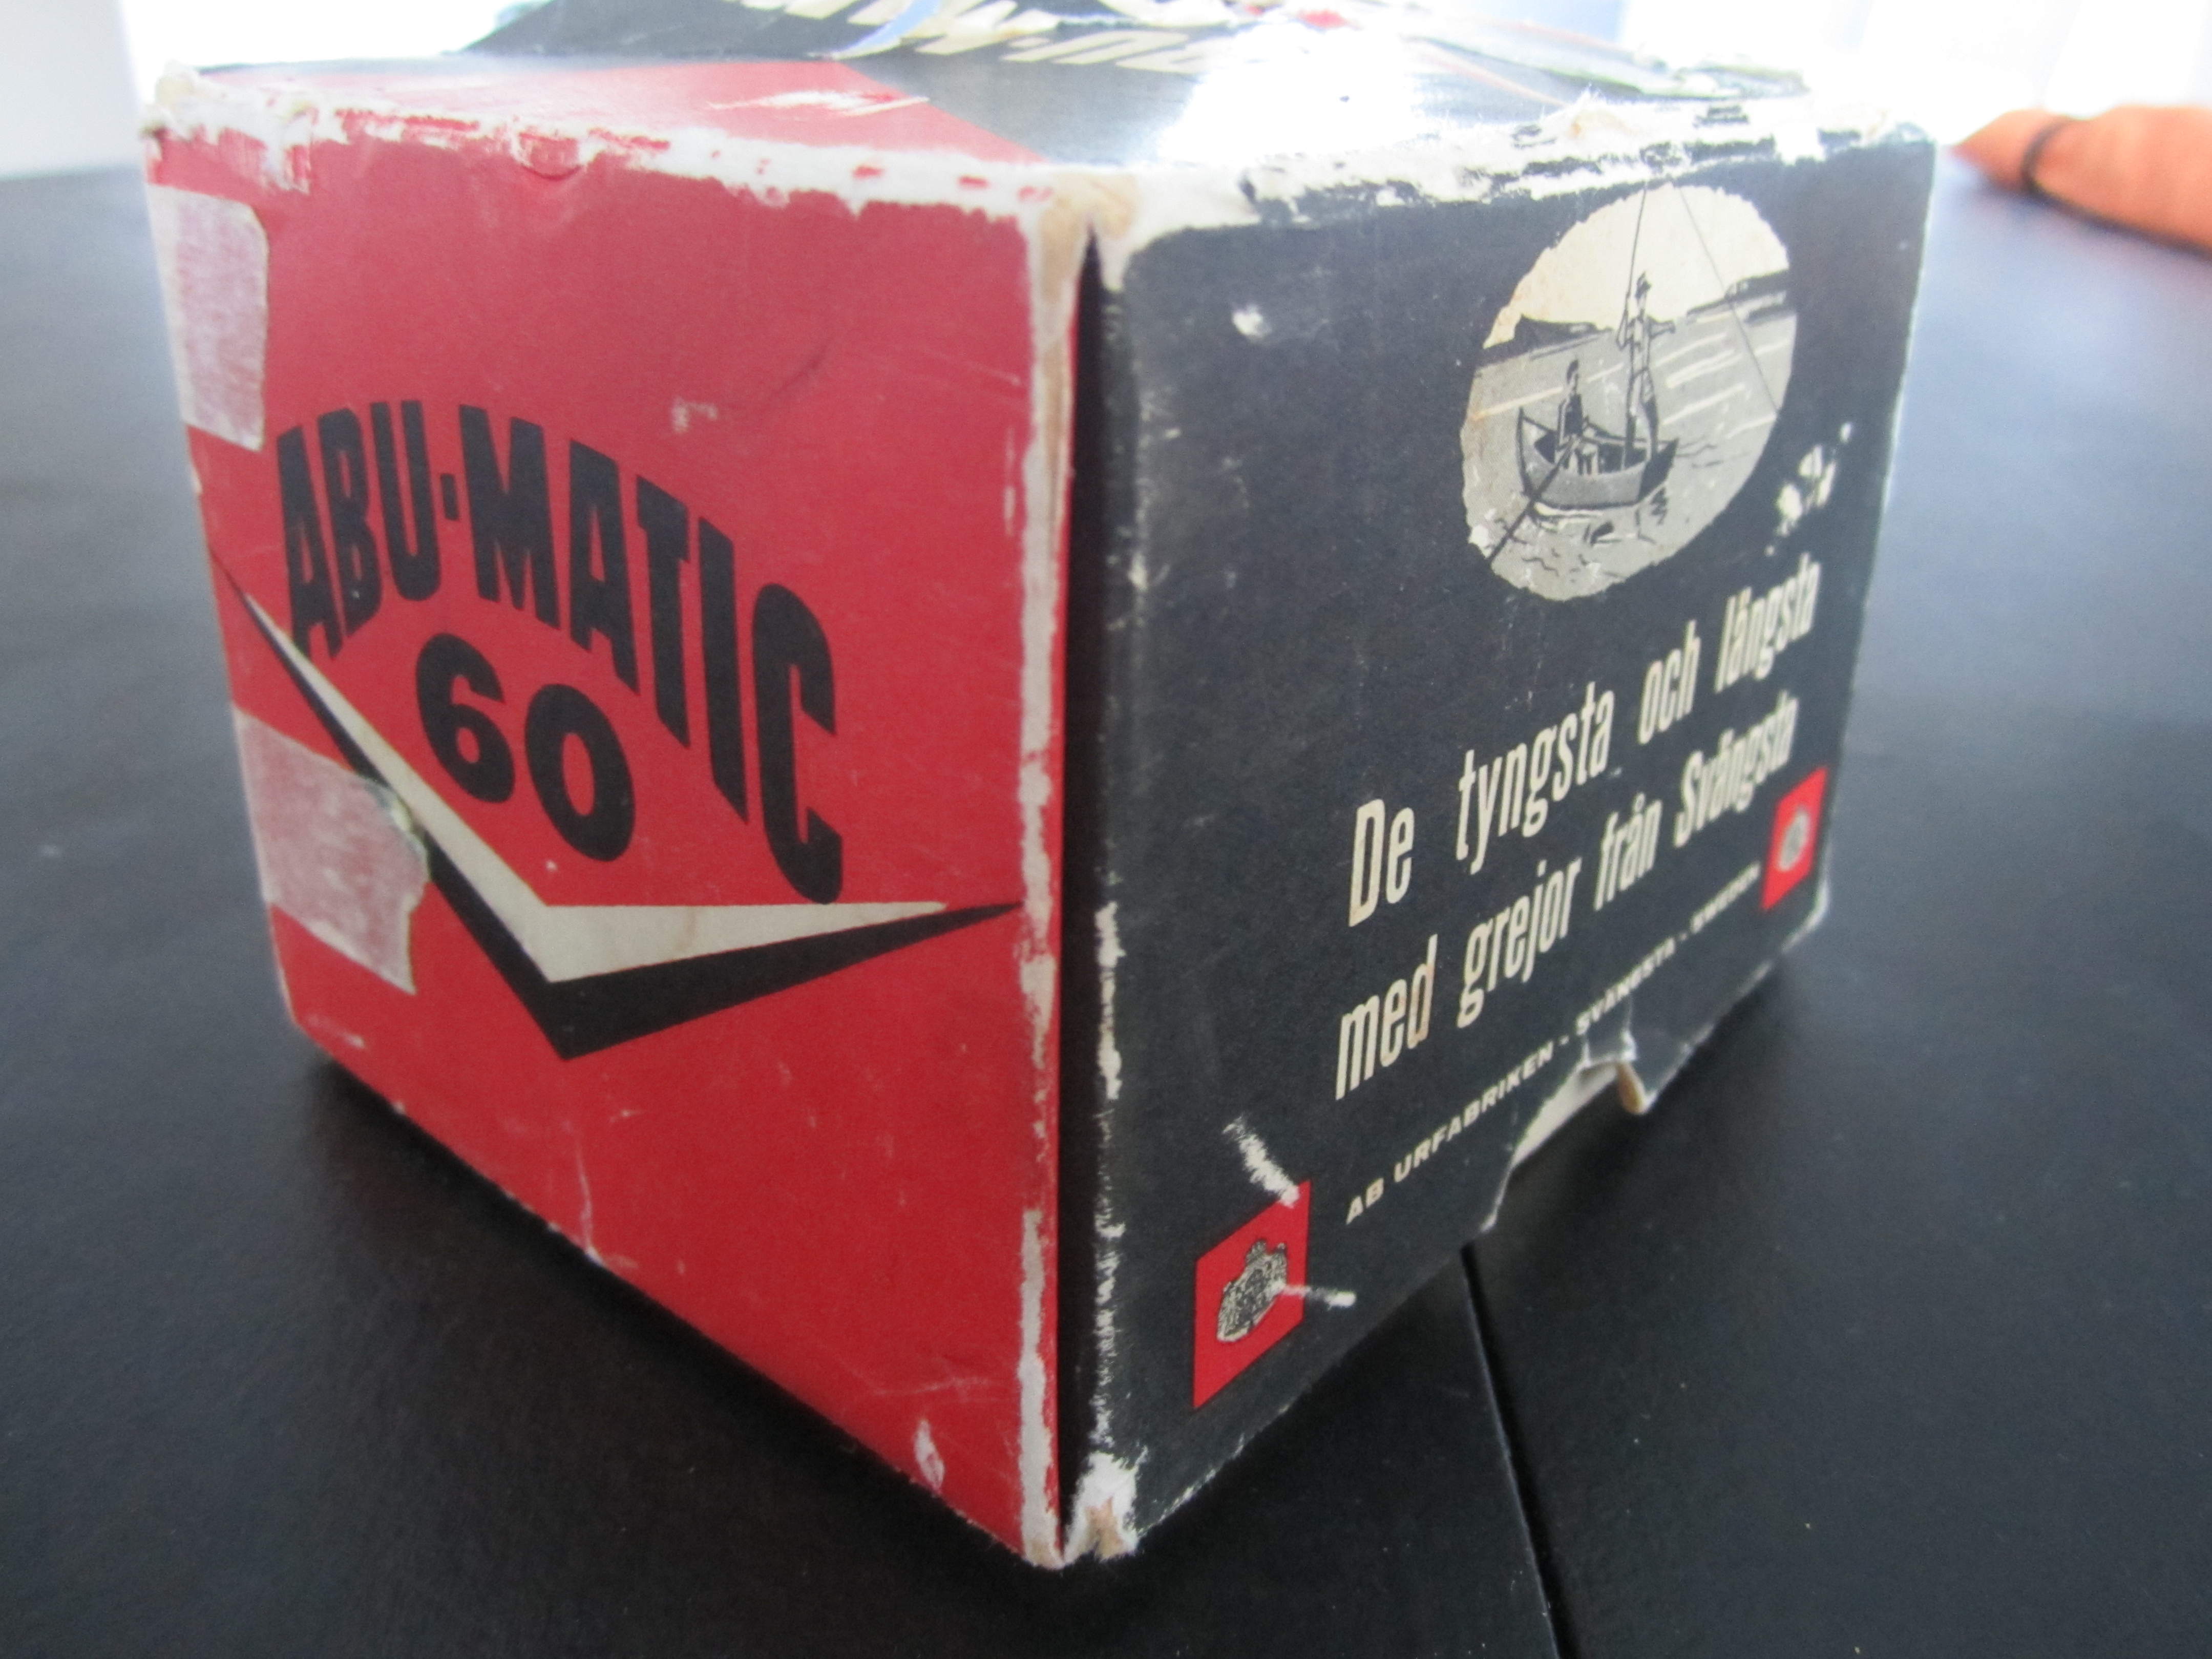 ABU-MATIC
60
De tyngsta och längsta
med grejor från Svängsta
AB URFABRIKEN - SVÄNGSTA - SWEDEN